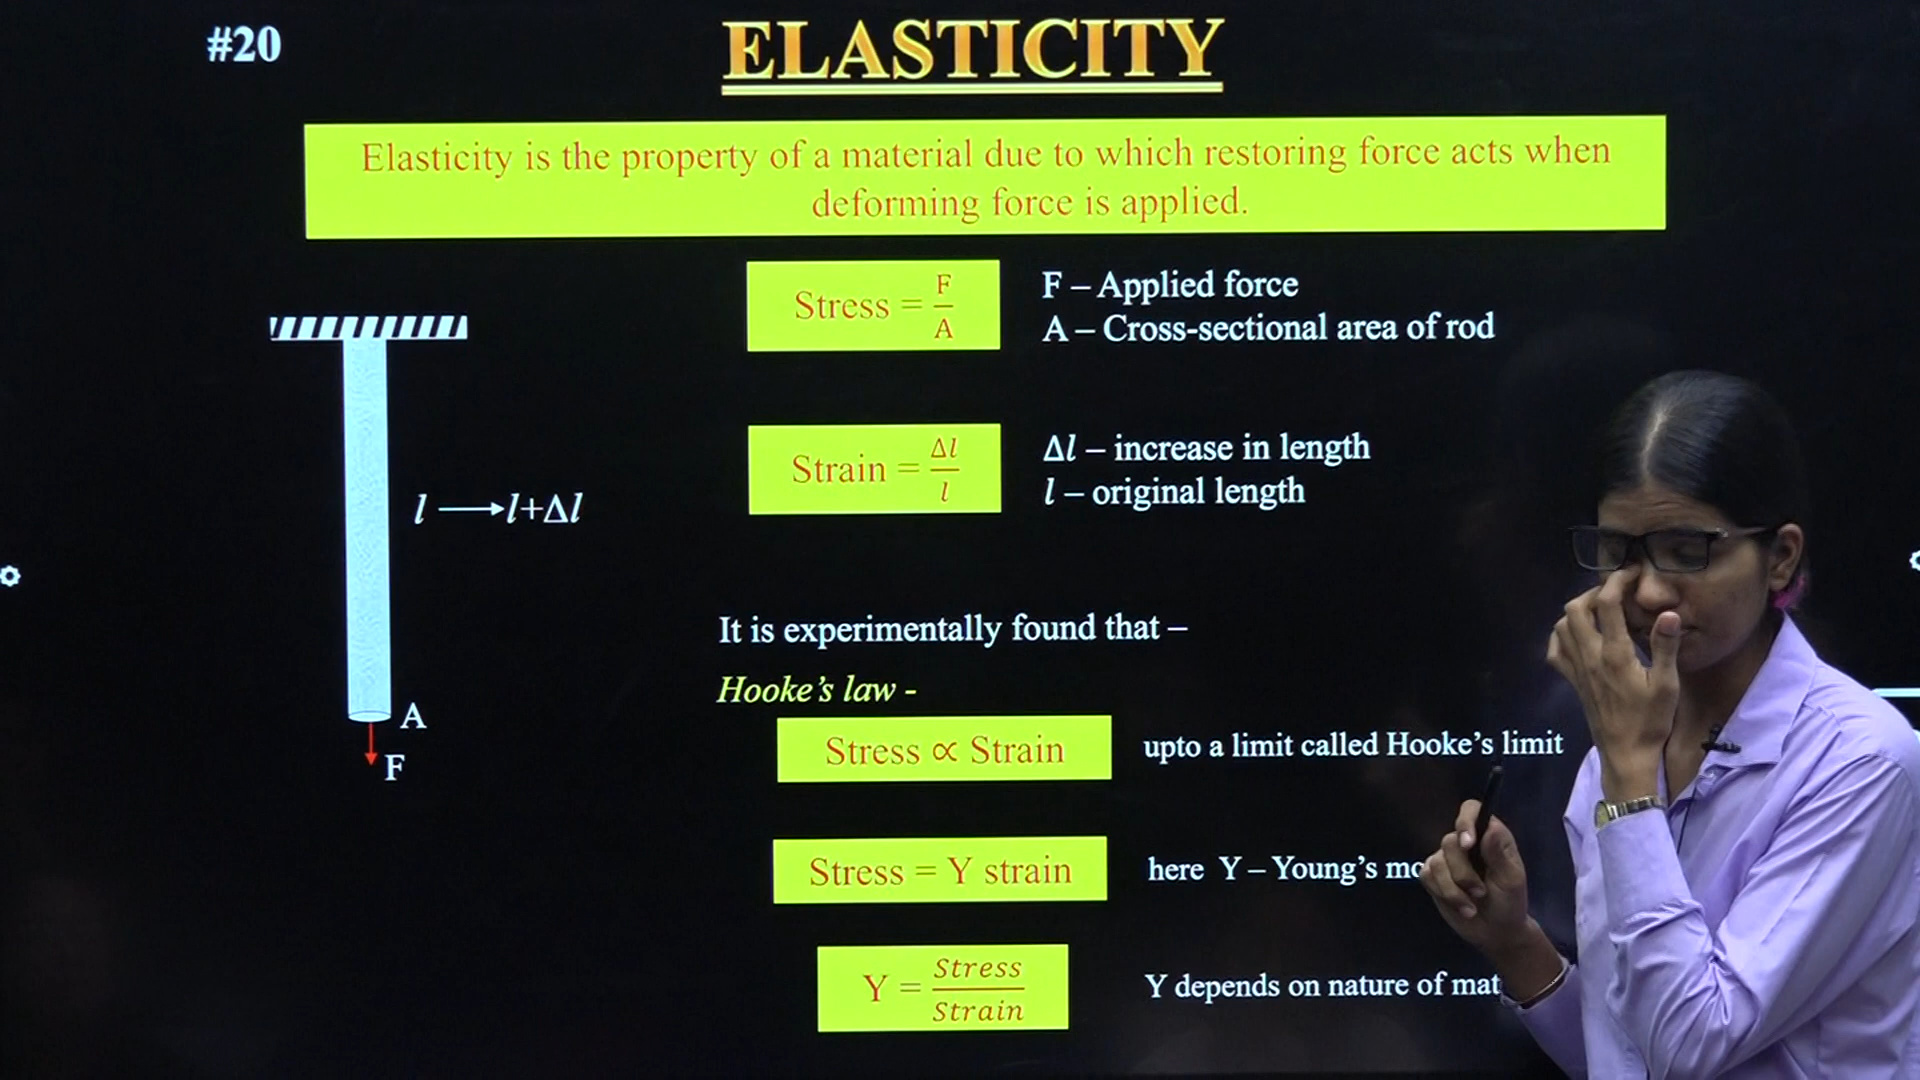 #20
ELASTICITY
Elasticity is the property of a material due to which restoring force acts when
deforming force is applied.
Stress = F/A
F – Applied force
A – Cross-sectional area of rod
Strain = Δl/l
Δl – increase in length
l – original length
l ⟶ l+Δl
A
F
It is experimentally found that –
Hooke's law -
Stress ∝ Strain
upto a limit called Hooke's limit
Stress = Y strain
here Y – Young's
Y = Stress/Strain
Y depends on nature of